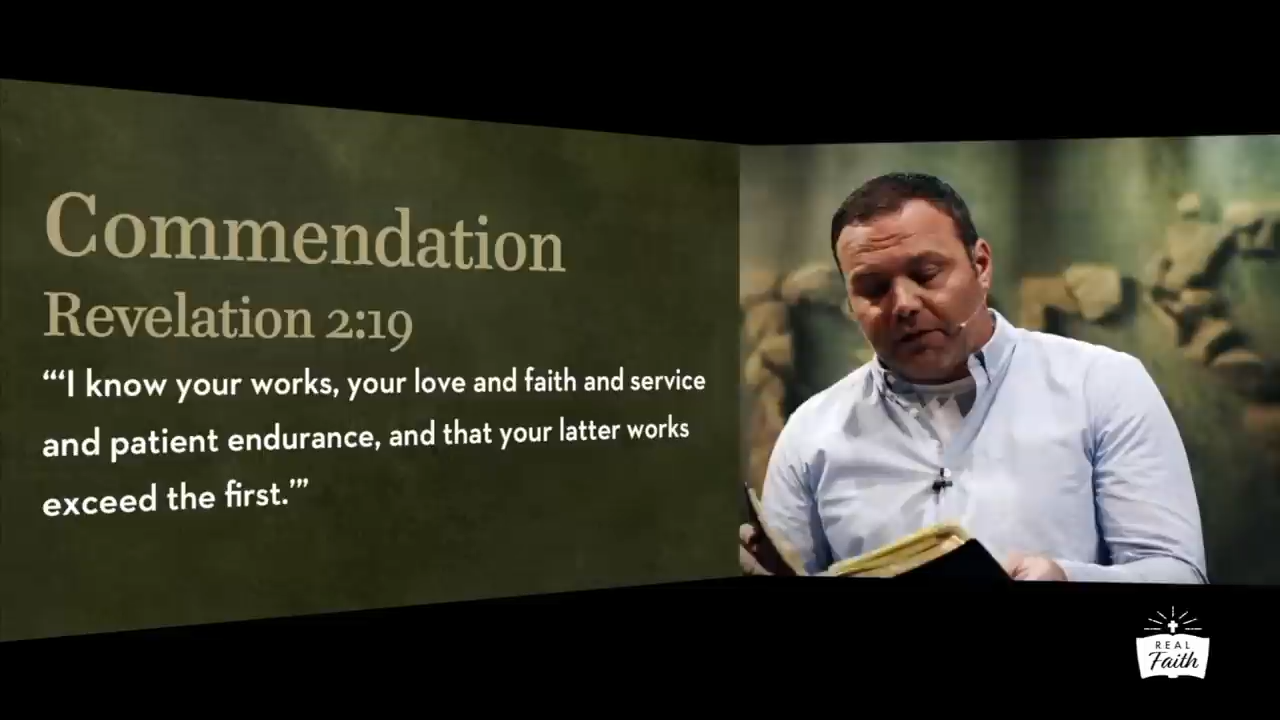 Commendation
Revelation 2:19
“‘“I know your works, your love and faith and service
and patient endurance, and that your latter works
exceed the first.’”
REAL
Faith